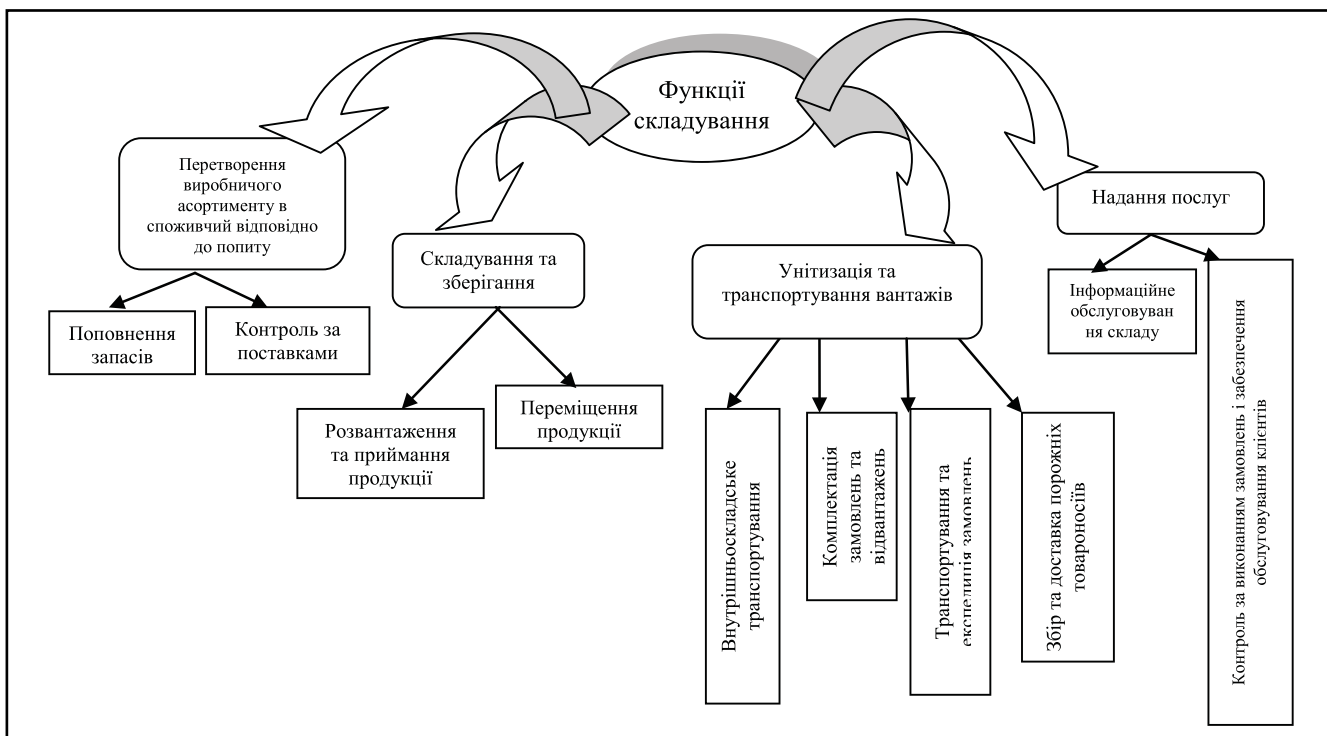 Функції
складування
Перетворення
виробничого
асортименту в
споживчий відповідно
до попиту
Складування та
зберігання
Унітизація та
транспортування вантажів
Надання послуг
Поповнення
запасів
Контроль за
поставками
Розвантаження
та приймання
продукції
Переміщення
продукції
Внутрішньоскладське
транспортування
Комплектація
замовлень та
відвантажень
Транспортування та
експедиція замовлень
Збір та доставка порожніх
товароносіїв
Інформаційне
обслуговуван
ня складу
Контроль за виконанням замовлень і забезпечення
обслуговування клієнтів